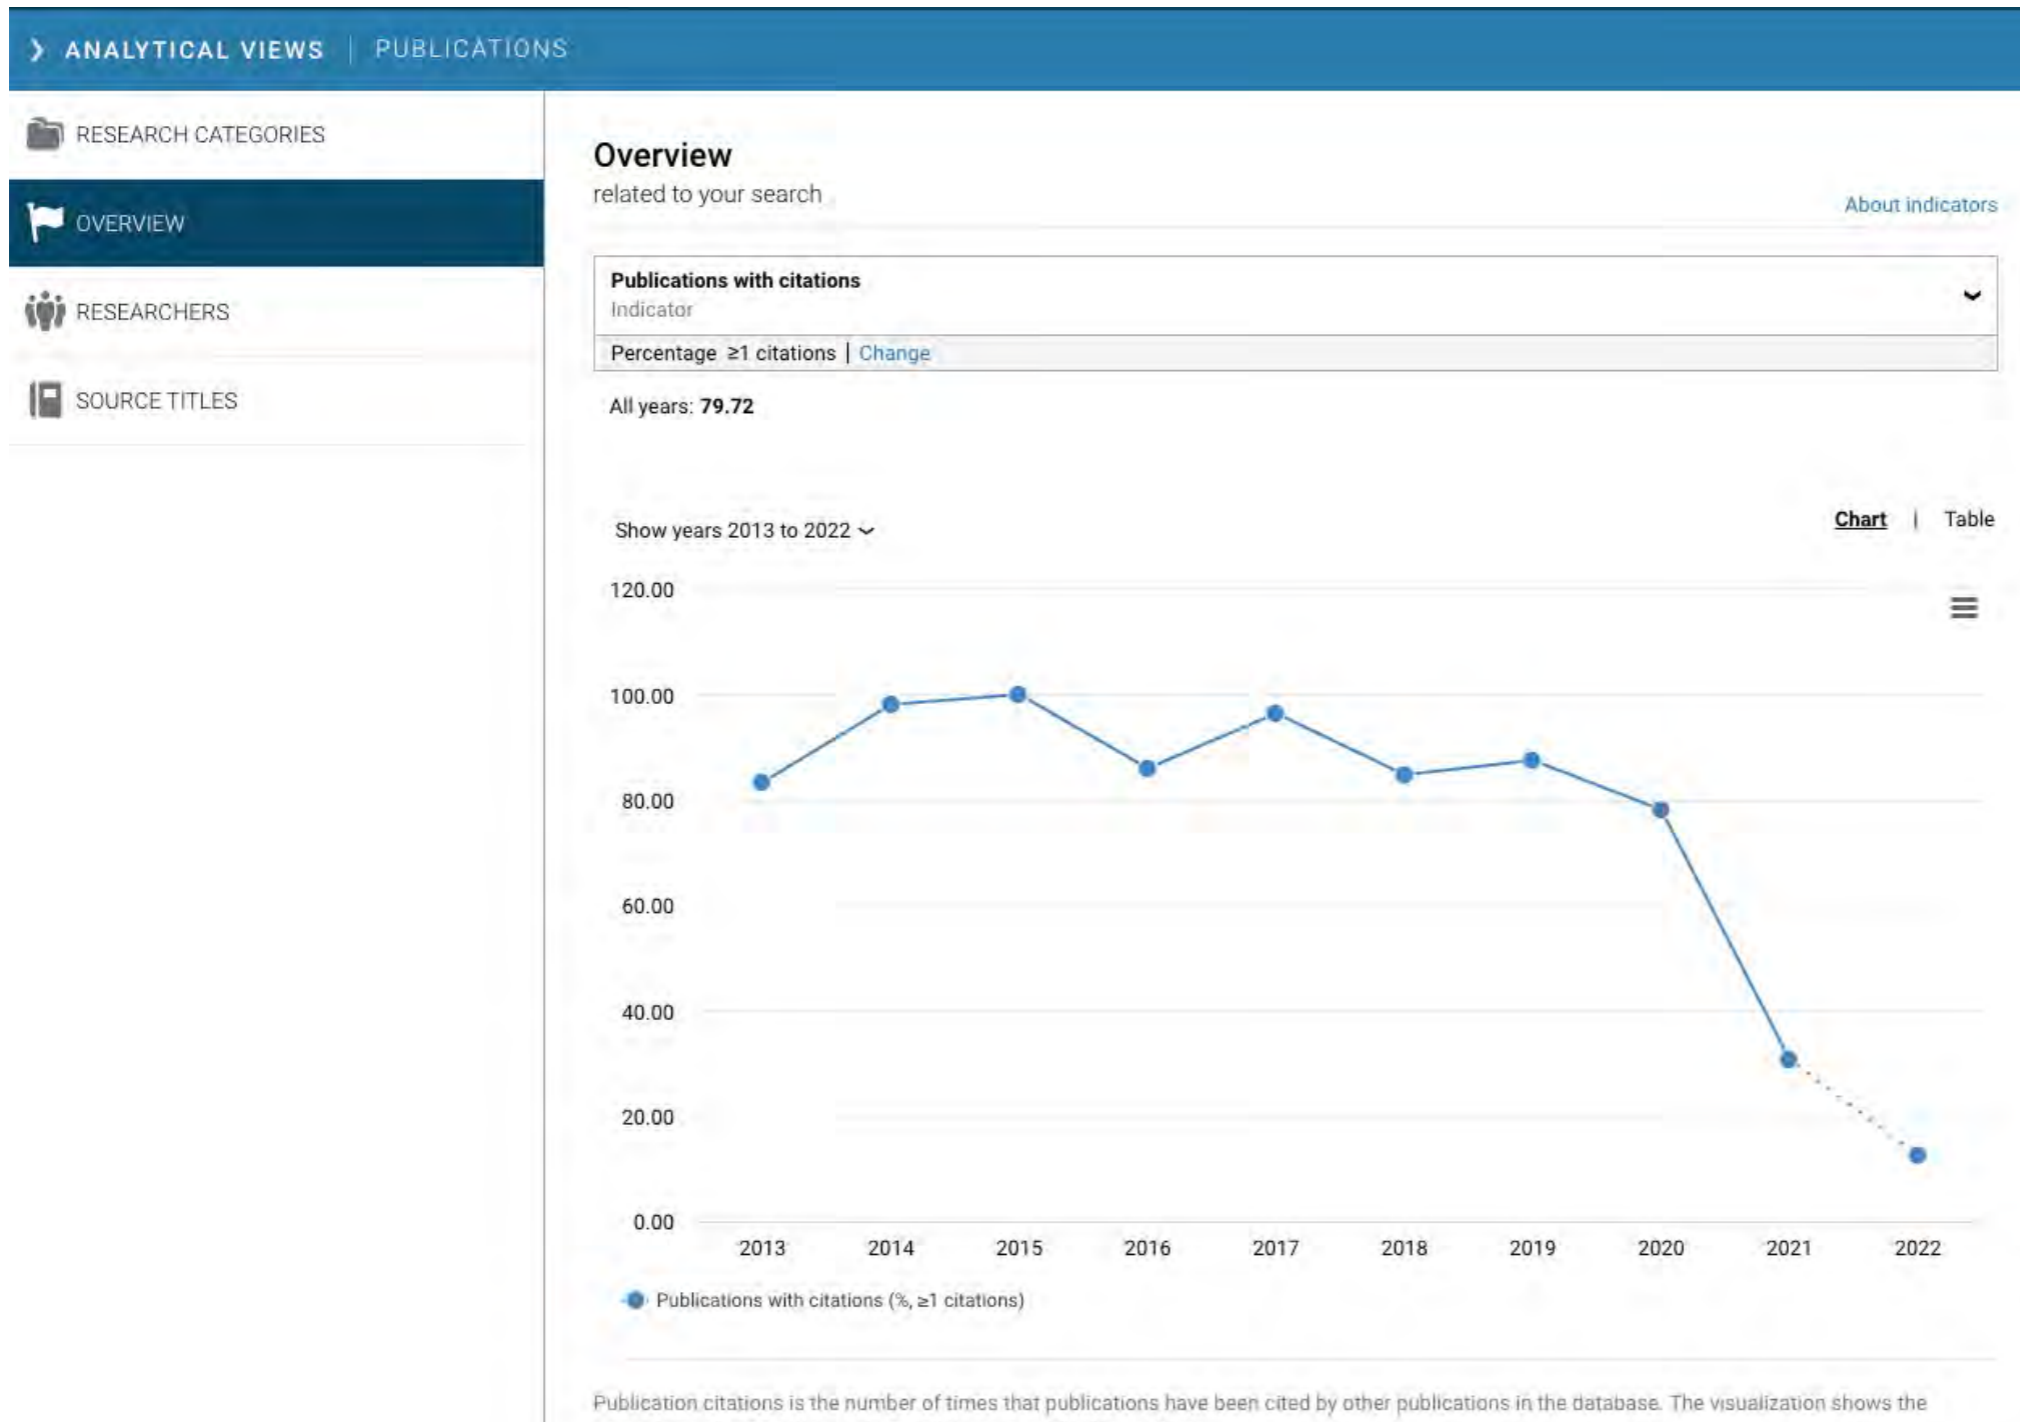 ❯ ANALYTICAL VIEWS | PUBLICATIONS
RESEARCH CATEGORIES
OVERVIEW
RESEARCHERS
SOURCE TITLES
Overview
related to your search
About indicators
Publications with citations
Indicator
Percentage ≥1 citations | Change
All years: 79.72
Show years 2013 to 2022
Chart | Table
120.00
100.00
80.00
60.00
40.00
20.00
0.00
2013 2014 2015 2016 2017 2018 2019 2020 2021 2022
Publications with citations (%, ≥1 citations)
Publication citations is the number of times that publications have been cited by other publications in the database. The visualization shows the